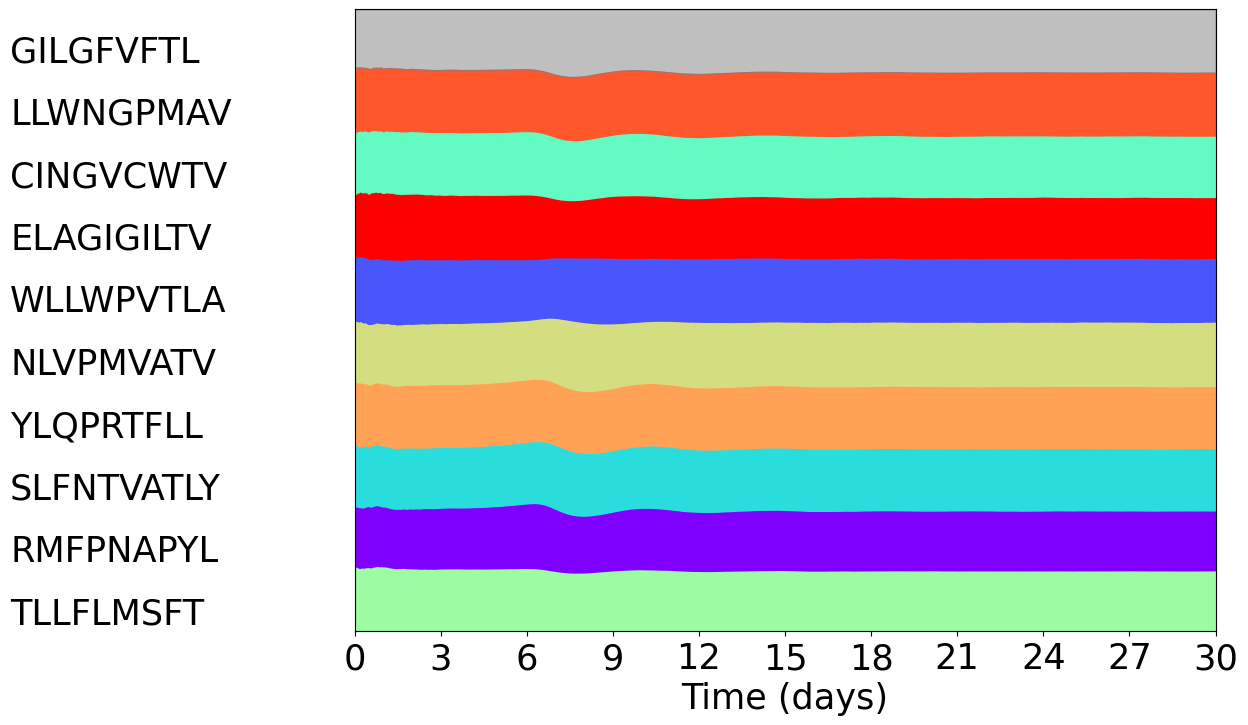 GILGFVFTL
LLWNGPMAV
CINGVCWTV
ELAGIGILTV
WLLWPVTLA
NLVPMVATV
YLQPRTFLL
SLFNTVATLY
RMFPNAPYL
TLLFLMSFT
0 3 6 9 12 15 18 21 24 27 30
Time (days)